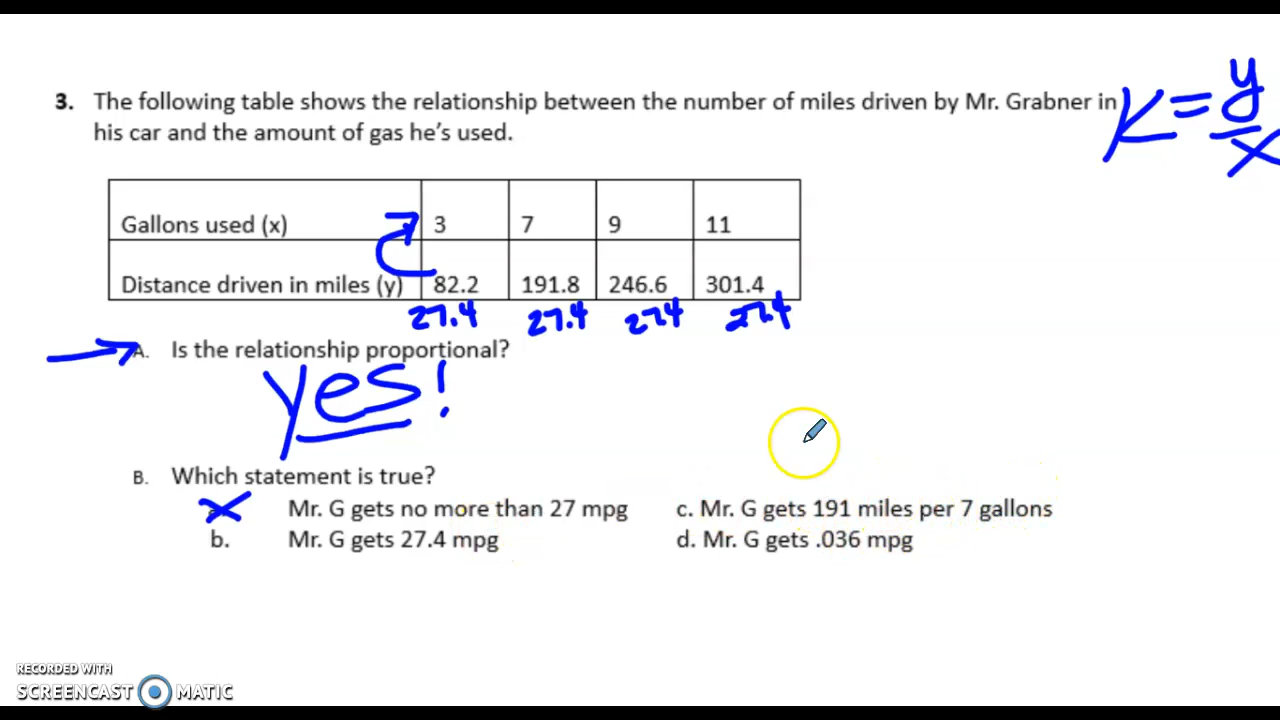 3. The following table shows the relationship between the number of miles driven by Mr. Grabner in
his car and the amount of gas he's used.
K = y/x
Gallons used (x) 3 7 9 11
Distance driven in miles (y) 82.2 191.8 246.6 301.4
27.4 27.4 27.4 27.4
A. Is the relationship proportional?
yes!
B. Which statement is true?
Mr. G gets no more than 27 mpg c. Mr. G gets 191 miles per 7 gallons
b. Mr. G gets 27.4 mpg d. Mr. G gets .036 mpg
RECORDED WITH
SCREENCAST MATIC